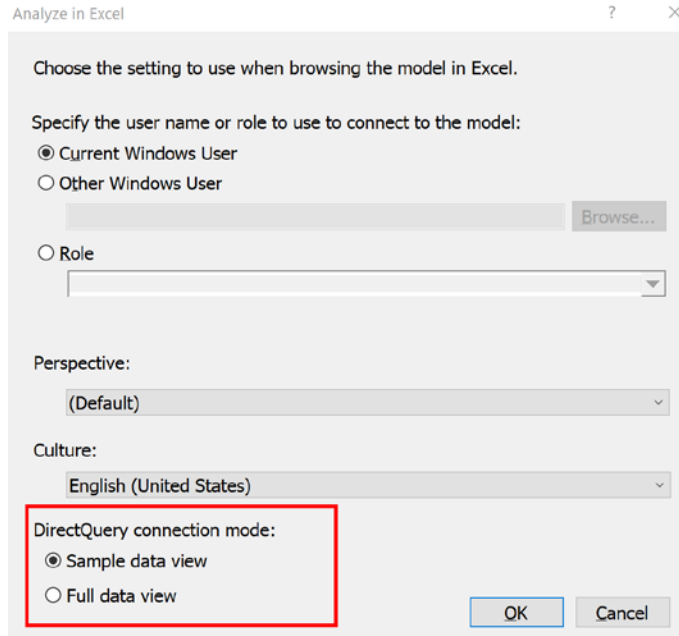 Analyze in Excel ? ×
Choose the setting to use when browsing the model in Excel.
Specify the user name or role to use to connect to the model:
Current Windows User
Other Windows User
Browse...
Role
Perspective:
(Default)
Culture:
English (United States)
DirectQuery connection mode:
Sample data view
Full data view
OK Cancel